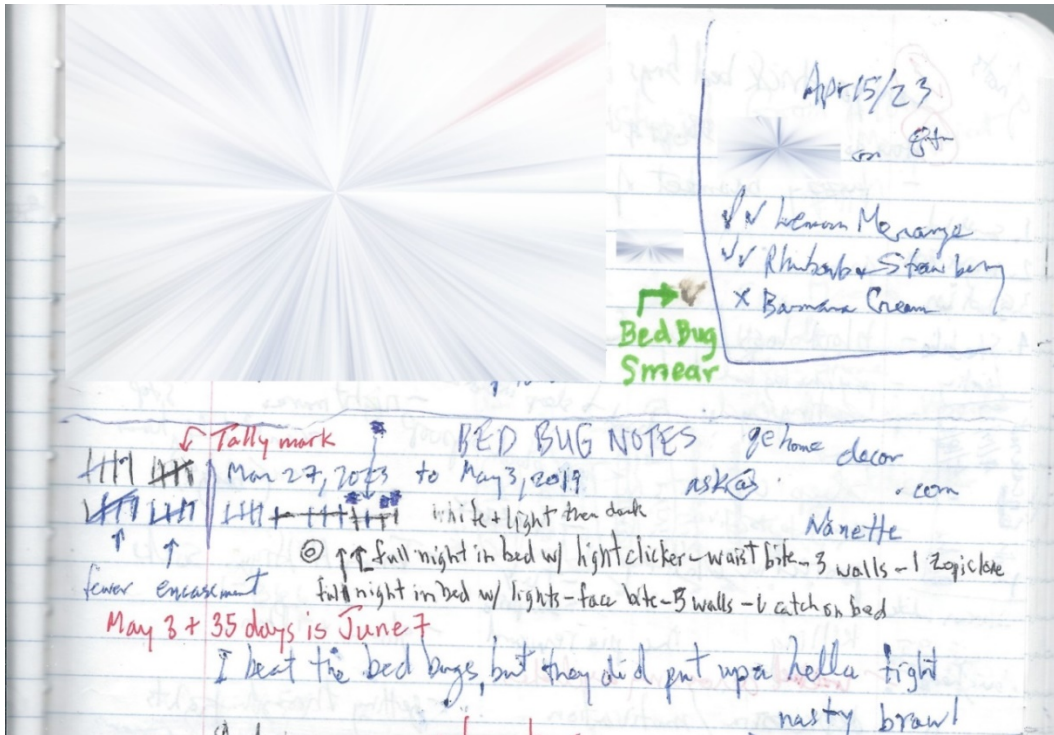 Apr 15/23
on
✓✓ Lemon Merange
✓✓ Rhubarb + Strawberry
X Banana Cream
Bed Bug
Smear
Tally mark
BED BUG NOTES
gehome decor
Mar 27, 2023 to May 3, 2019
ask@ .com
white + light then dark
Nanette
full night in bed w/ light clicker - waist bite - 3 walls - 1 Zopiclone
full night in bed w/ lights - face bite - 5 walls - 1 catch on bed
fewer encasement
May 3 + 35 days is June 7
I beat the bed bugs, but they did put up a hella fight
nasty brawl